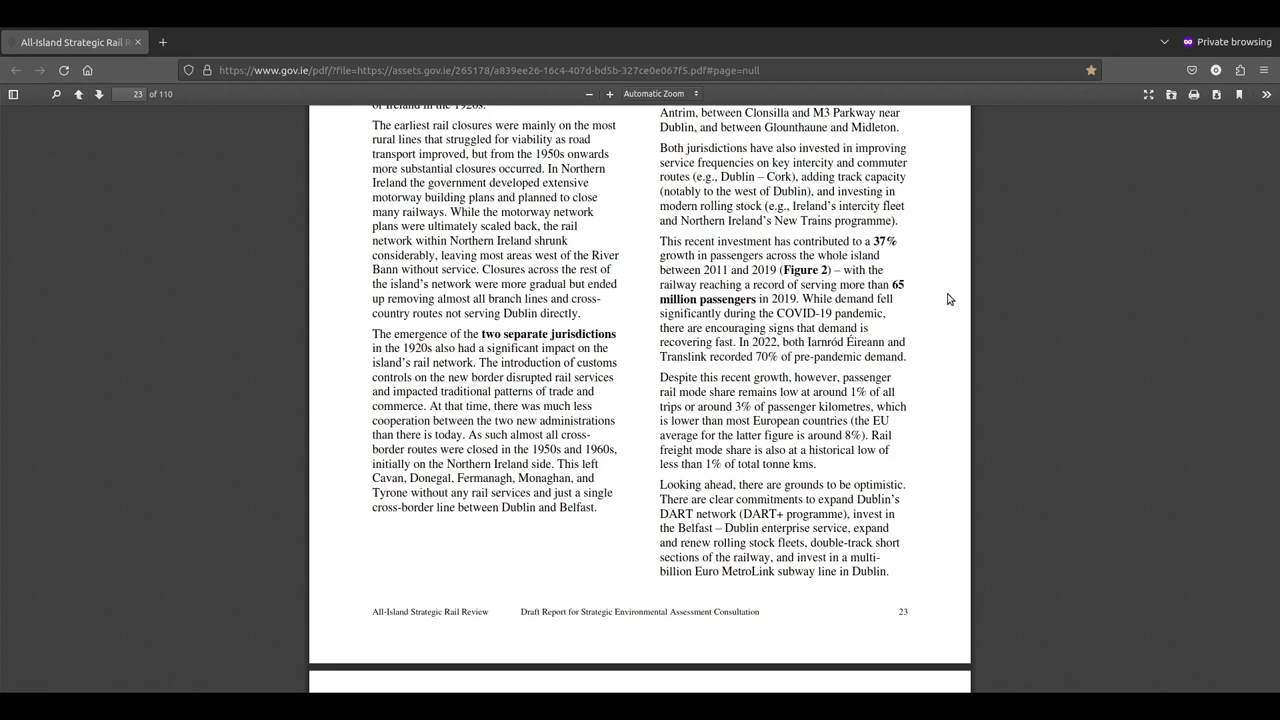 All-Island Strategic Rail R
Private browsing
https://www.gov.ie/pdf/?file=https://assets.gov.ie/265178/a839ee26-16c4-407d-bd5b-327ce0e067f5.pdf#page=null
23 of 110
Automatic Zoom
of Ireland in the 1920s.
The earliest rail closures were mainly on the most
rural lines that struggled for viability as road
transport improved, but from the 1950s onwards
more substantial closures occurred. In Northern
Ireland the government developed extensive
motorway building plans and planned to close
many railways. While the motorway network
plans were ultimately scaled back, the rail
network within Northern Ireland shrunk
considerably, leaving most areas west of the River
Bann without service. Closures across the rest of
the island's network were more gradual but ended
up removing almost all branch lines and cross-
country routes not serving Dublin directly.
The emergence of the two separate jurisdictions
in the 1920s also had a significant impact on the
island's rail network. The introduction of customs
controls on the new border disrupted rail services
and impacted traditional patterns of trade and
commerce. At that time, there was much less
cooperation between the two new administrations
than there is today. As such almost all cross-
border routes were closed in the 1950s and 1960s,
initially on the Northern Ireland side. This left
Cavan, Donegal, Fermanagh, Monaghan, and
Tyrone without any rail services and just a single
cross-border line between Dublin and Belfast.
Antrim, between Clonsilla and M3 Parkway near
Dublin, and between Glounthaune and Midleton.
Both jurisdictions have also invested in improving
service frequencies on key intercity and commuter
routes (e.g., Dublin – Cork), adding track capacity
(notably to the west of Dublin), and investing in
modern rolling stock (e.g., Ireland's intercity fleet
and Northern Ireland's New Trains programme).
This recent investment has contributed to a 37%
growth in passengers across the whole island
between 2011 and 2019 (Figure 2) – with the
railway reaching a record of serving more than 65
million passengers in 2019. While demand fell
significantly during the COVID-19 pandemic,
there are encouraging signs that demand is
recovering fast. In 2022, both Iarnród Éireann and
Translink recorded 70% of pre-pandemic demand.
Despite this recent growth, however, passenger
rail mode share remains low at around 1% of all
trips or around 3% of passenger kilometres, which
is lower than most European countries (the EU
average for the latter figure is around 8%). Rail
freight mode share is also at a historical low of
less than 1% of total tonne kms.
Looking ahead, there are grounds to be optimistic.
There are clear commitments to expand Dublin's
DART network (DART+ programme), invest in
the Belfast – Dublin enterprise service, expand
and renew rolling stock fleets, double-track short
sections of the railway, and invest in a multi-
billion Euro MetroLink subway line in Dublin.
All-Island Strategic Rail Review
Draft Report for Strategic Environmental Assessment Consultation
23